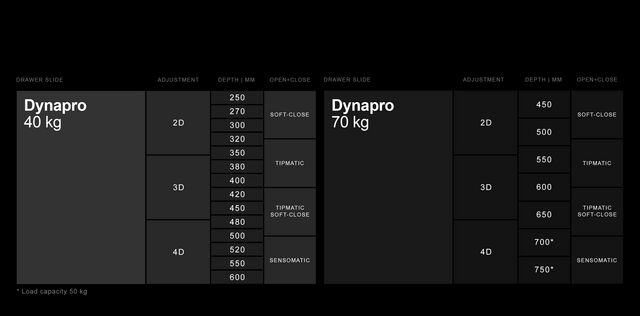 DRAWER SLIDE ADJUSTMENT DEPTH | MM OPEN+CLOSE
Dynapro
40 kg
2D
3D
4D
250
270
300
320
350
380
400
420
450
480
500
520
550
600
SOFT-CLOSE
TIPMATIC
TIPMATIC
SOFT-CLOSE
SENSOMATIC
DRAWER SLIDE ADJUSTMENT DEPTH | MM OPEN+CLOSE
Dynapro
70 kg
2D
3D
4D
450
500
550
600
650
700*
750*
SOFT-CLOSE
TIPMATIC
TIPMATIC
SOFT-CLOSE
SENSOMATIC
* Load capacity 50 kg